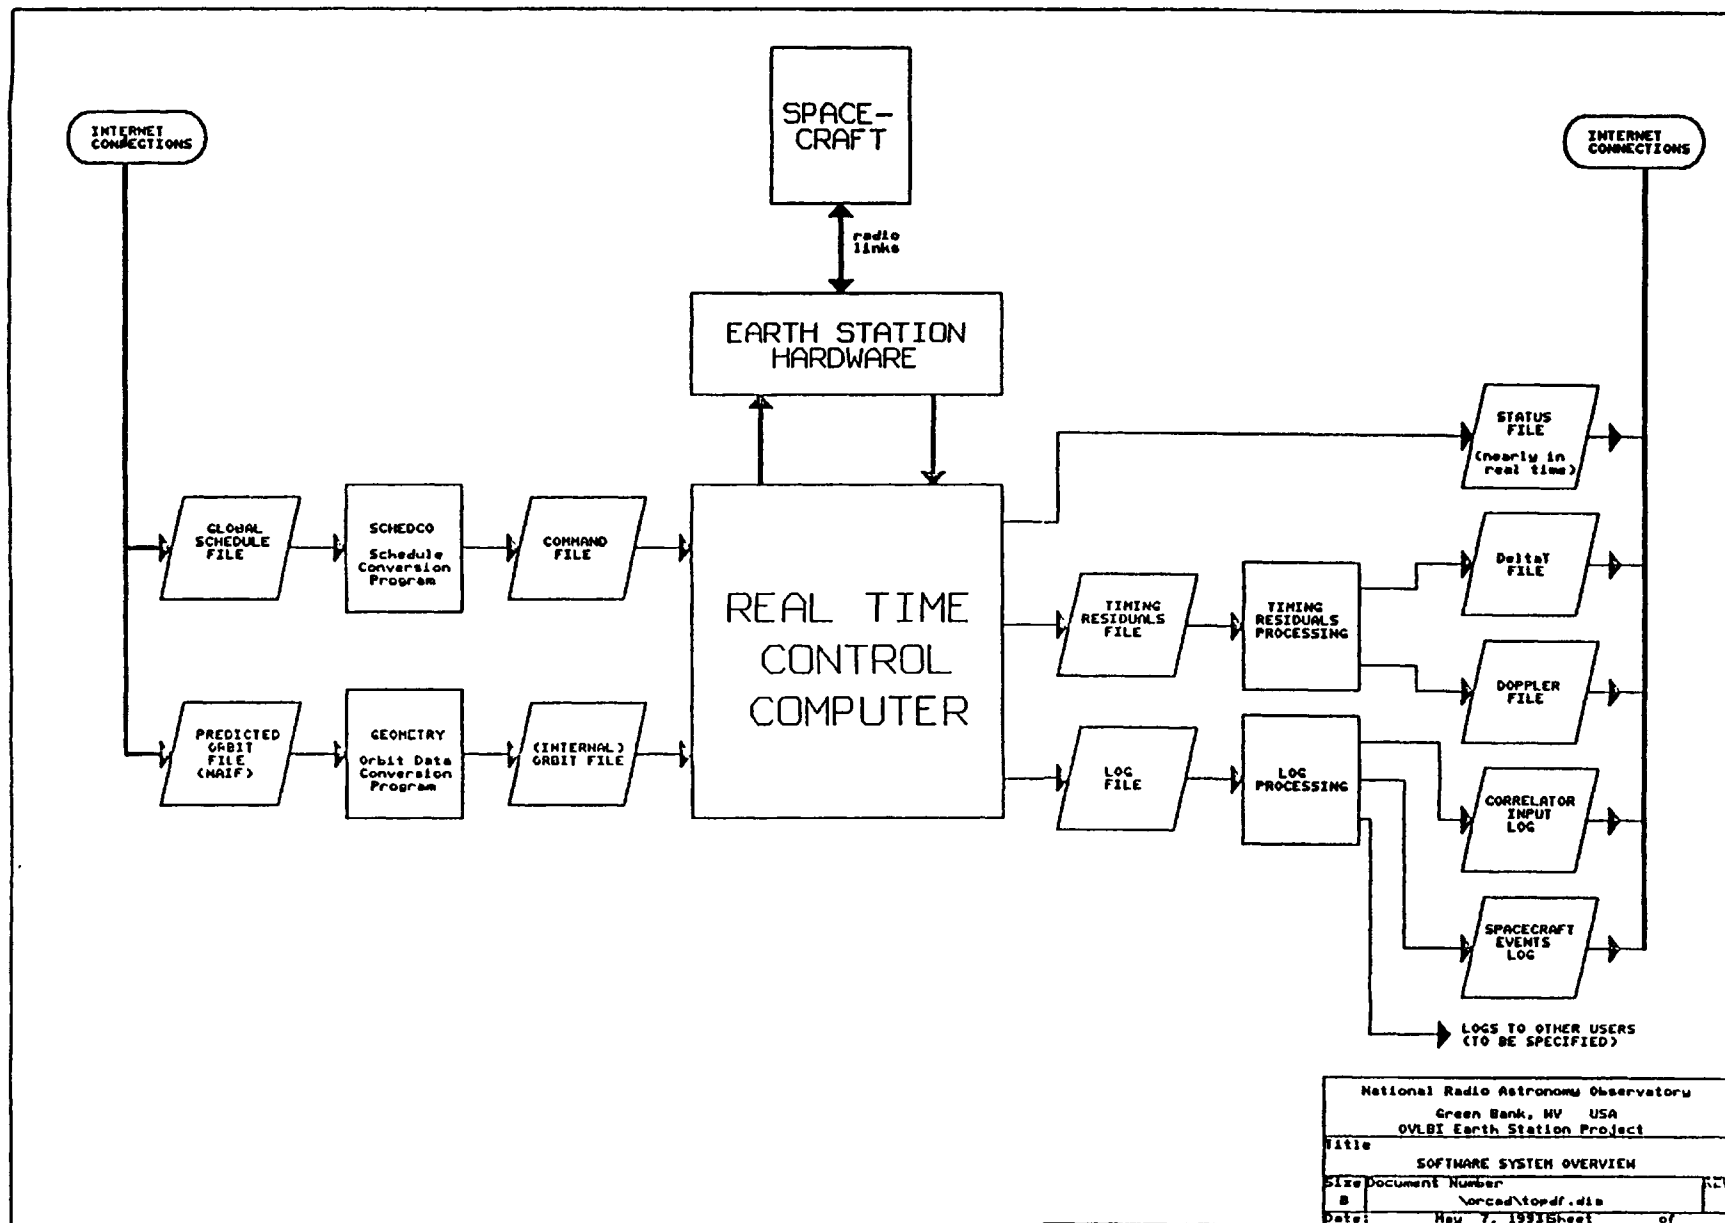 SPACE-
CRAFT
INTERNET
CONNECTIONS
INTERNET
CONNECTIONS
radio
links
EARTH STATION
HARDWARE
STATUS
FILE
(nearly in
real time)
GLOBAL
SCHEDULE
FILE
SCHEDCO
Schedule
Conversion
Program
COMMAND
FILE
REAL TIME
CONTROL
COMPUTER
DeltaT
FILE
TIMING
RESIDUALS
FILE
TIMING
RESIDUALS
PROCESSING
DOPPLER
FILE
PREDICTED
ORBIT
FILE
(NAIF)
GEOMETRY
Orbit Data
Conversion
Program
(INTERNAL)
ORBIT FILE
LOG
FILE
LOG
PROCESSING
CORRELATOR
INPUT
LOG
SPACECRAFT
EVENTS
LOG
LOGS TO OTHER USERS
(TO BE SPECIFIED)
National Radio Astronomy Observatory
Green Bank, WV USA
OVLBI Earth Station Project
Title
SOFTWARE SYSTEM OVERVIEW
Size Document Number
B \orcad\topdf.dia
Date: May 7, Sheet of